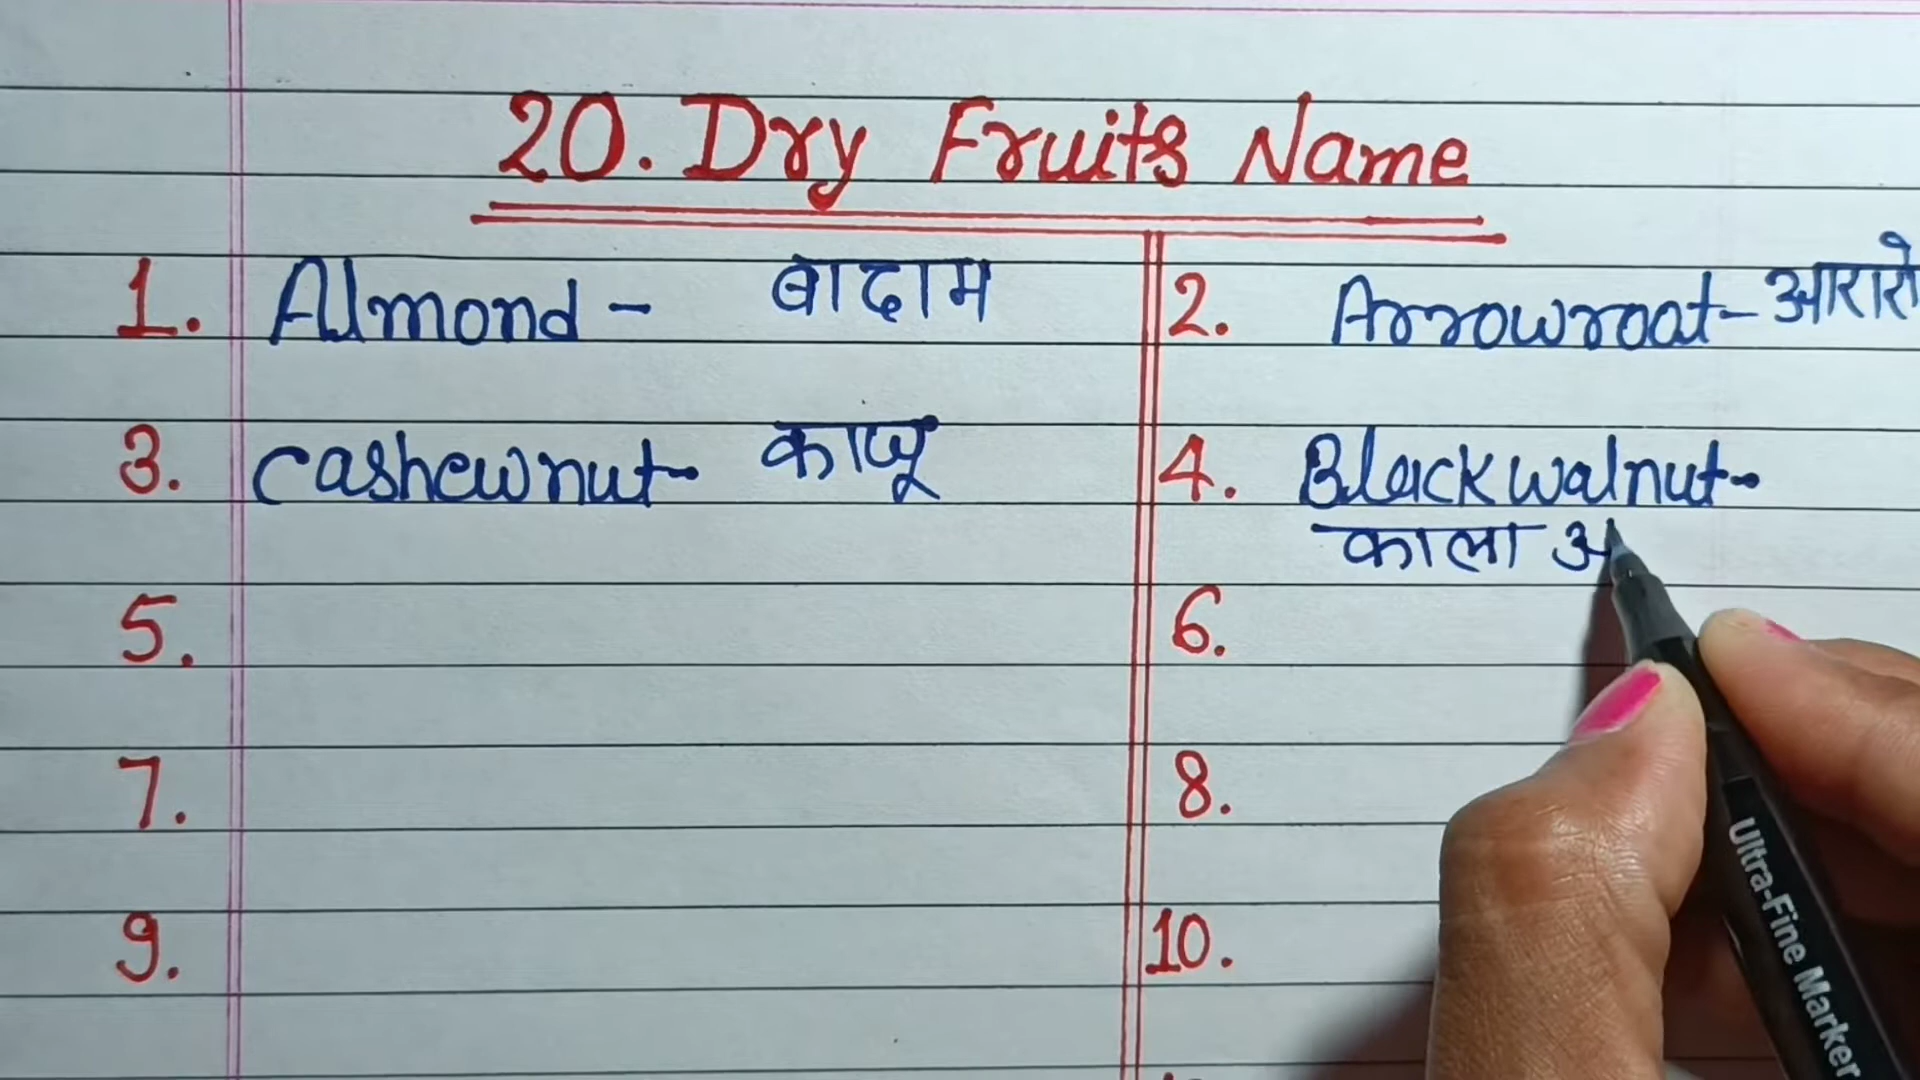 20. Dry Fruits Name
1. Almond - बादाम
2. Arrowroot - आरारो
3. Cashewnut - काजू
4. Blackwalnut -
काला अ
5.
6.
7.
8.
9.
10.
Ultra-Fine Marker